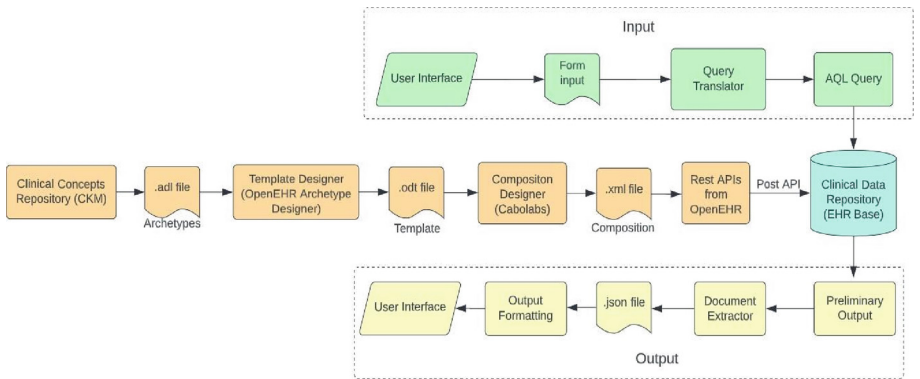 Input
User Interface
Form
input
Query
Translator
AQL Query
Clinical Concepts
Repository (CKM)
.adl file
Archetypes
Template Designer
(OpenEHR Archetype
Designer)
.odt file
Template
Compositon
Designer
(Cabolabs)
.xml file
Composition
Rest APIs
from
OpenEHR
Post API
Clinical Data
Repository
(EHR Base)
User Interface
Output
Formatting
.json file
Document
Extractor
Preliminary
Output
Output